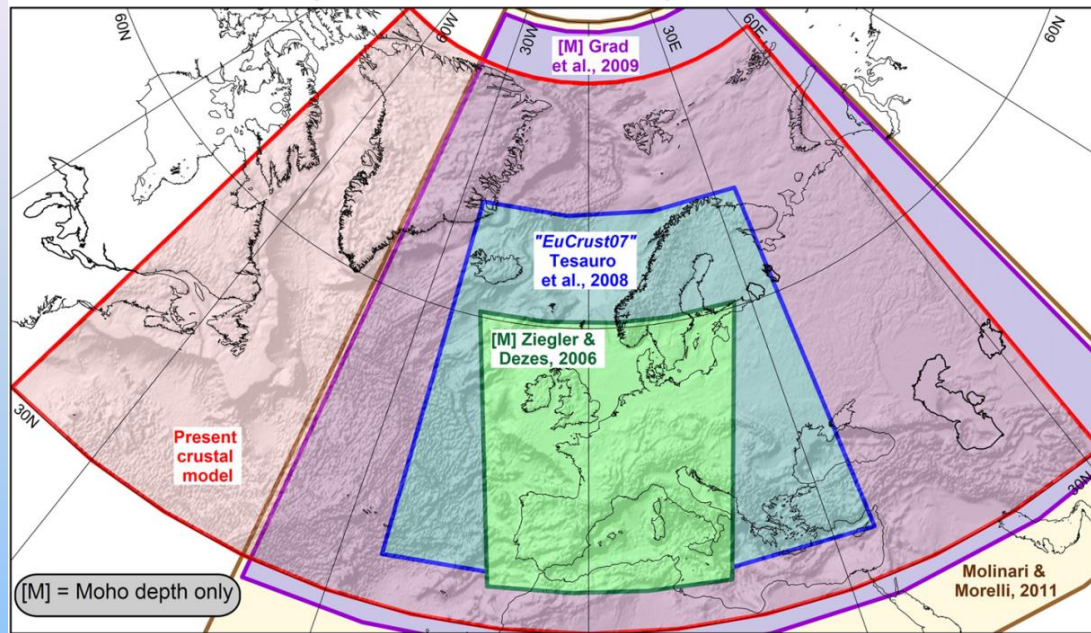 60N
60W
30W
30E
60E
60N
[M] Grad
et al., 2009
"EuCrust07"
Tesauro
et al., 2008
[M] Ziegler &
Dezes, 2006
30N
Present
crustal
model
30N
[M] = Moho depth only
Molinari &
Morelli, 2011